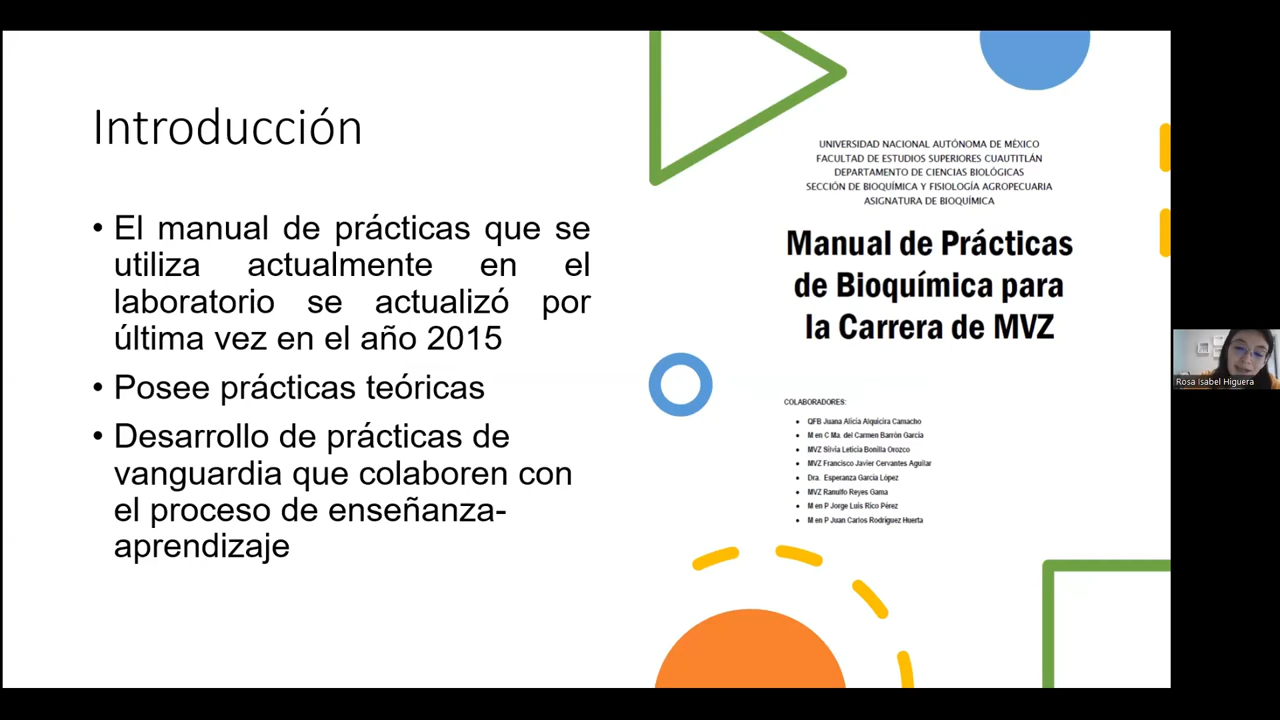 Introducción
• El manual de prácticas que se
utiliza actualmente en el
laboratorio se actualizó por
última vez en el año 2015
• Posee prácticas teóricas
• Desarrollo de prácticas de
vanguardia que colaboren con
el proceso de enseñanza-
aprendizaje
UNIVERSIDAD NACIONAL AUTÓNOMA DE MÉXICO
FACULTAD DE ESTUDIOS SUPERIORES CUAUTITLÁN
DEPARTAMENTO DE CIENCIAS BIOLÓGICAS
SECCIÓN DE BIOQUÍMICA Y FISIOLOGÍA AGROPECUARIA
ASIGNATURA DE BIOQUÍMICA
Manual de Prácticas
de Bioquímica para
la Carrera de MVZ
COLABORADORES:
• QFB Juana Alicia Alquicira Camacho
• M en C Ma. del Carmen Barrón García
• MVZ Silvia Leticia Bonilla Orozco
• MVZ Francisco Javier Cervantes Aguilar
• Dra. Esperanza García López
• MVZ Ranulfo Reyes Gama
• M en P Jorge Luis Rico Pérez
• M en P Juan Carlos Rodríguez Huerta
Rosa Isabel Higuera